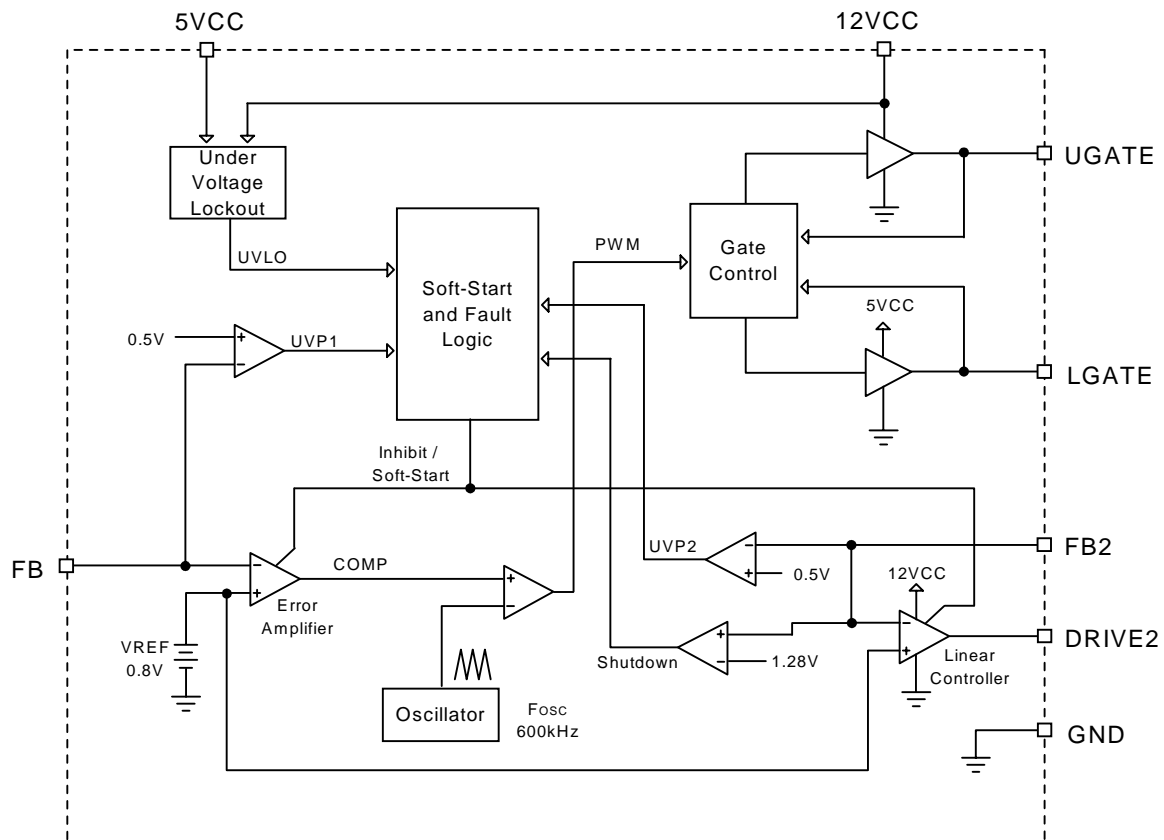 5VCC
12VCC
Under
Voltage
Lockout
UGATE
UVLO
PWM
Gate
Control
Soft-Start
and Fault
Logic
5VCC
0.5V
+
-
UVP1
LGATE
Inhibit /
Soft-Start
FB
-
+
Error
Amplifier
COMP
+
-
UVP2
-
+
0.5V
FB2
12VCC
VREF
0.8V
Shutdown
+
-
1.28V
-
+
Linear
Controller
DRIVE2
Oscillator
FOSC
600kHz
GND